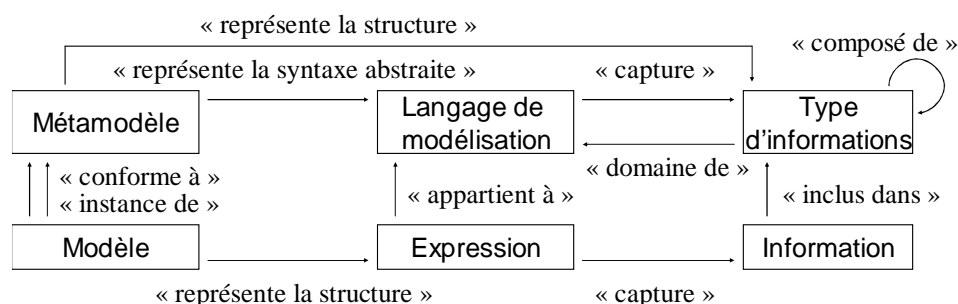 « représente la structure »
« composé de »
« représente la syntaxe abstraite »
« capture »
Métamodèle
Langage de
modélisation
Type
d'informations
« domaine de »
« conforme à »
« instance de »
« appartient à »
« inclus dans »
Modèle
Expression
Information
« représente la structure »
« capture »